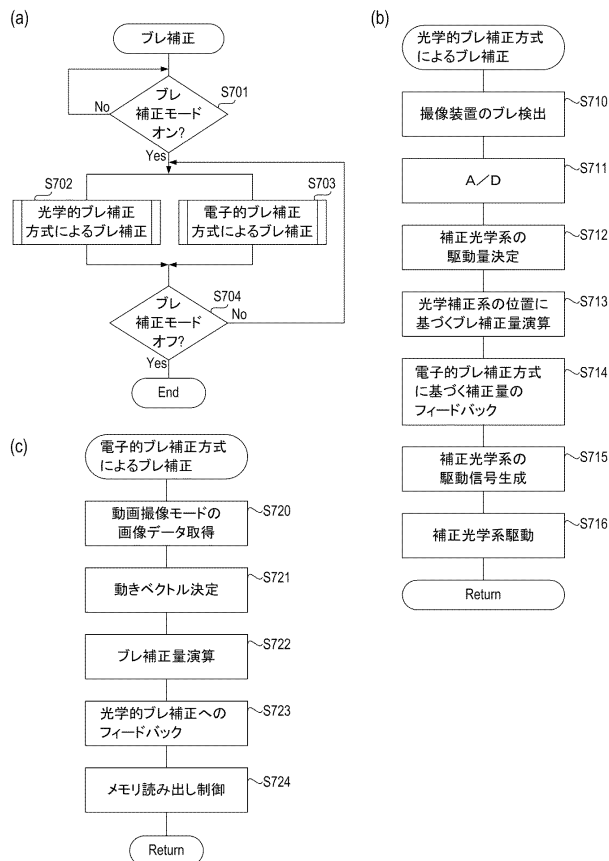 (a)
ブレ補正
ブレ
補正モード
オン?
S701
No
Yes
S702
光学的ブレ補正
方式によるブレ補正
S703
電子的ブレ補正
方式によるブレ補正
ブレ
補正モード
オフ?
S704
No
Yes
End
(b)
光学的ブレ補正方式
によるブレ補正
撮像装置のブレ検出
S710
A/D
S711
補正光学系の
駆動量決定
S712
光学補正系の位置に
基づくブレ補正量演算
S713
電子的ブレ補正方式
に基づく補正量の
フィードバック
S714
補正光学系の
駆動信号生成
S715
補正光学系駆動
S716
Return
(c)
電子的ブレ補正方式
によるブレ補正
動画撮像モードの
画像データ取得
S720
動きベクトル決定
S721
ブレ補正量演算
S722
光学的ブレ補正への
フィードバック
S723
メモリ読み出し制御
S724
Return